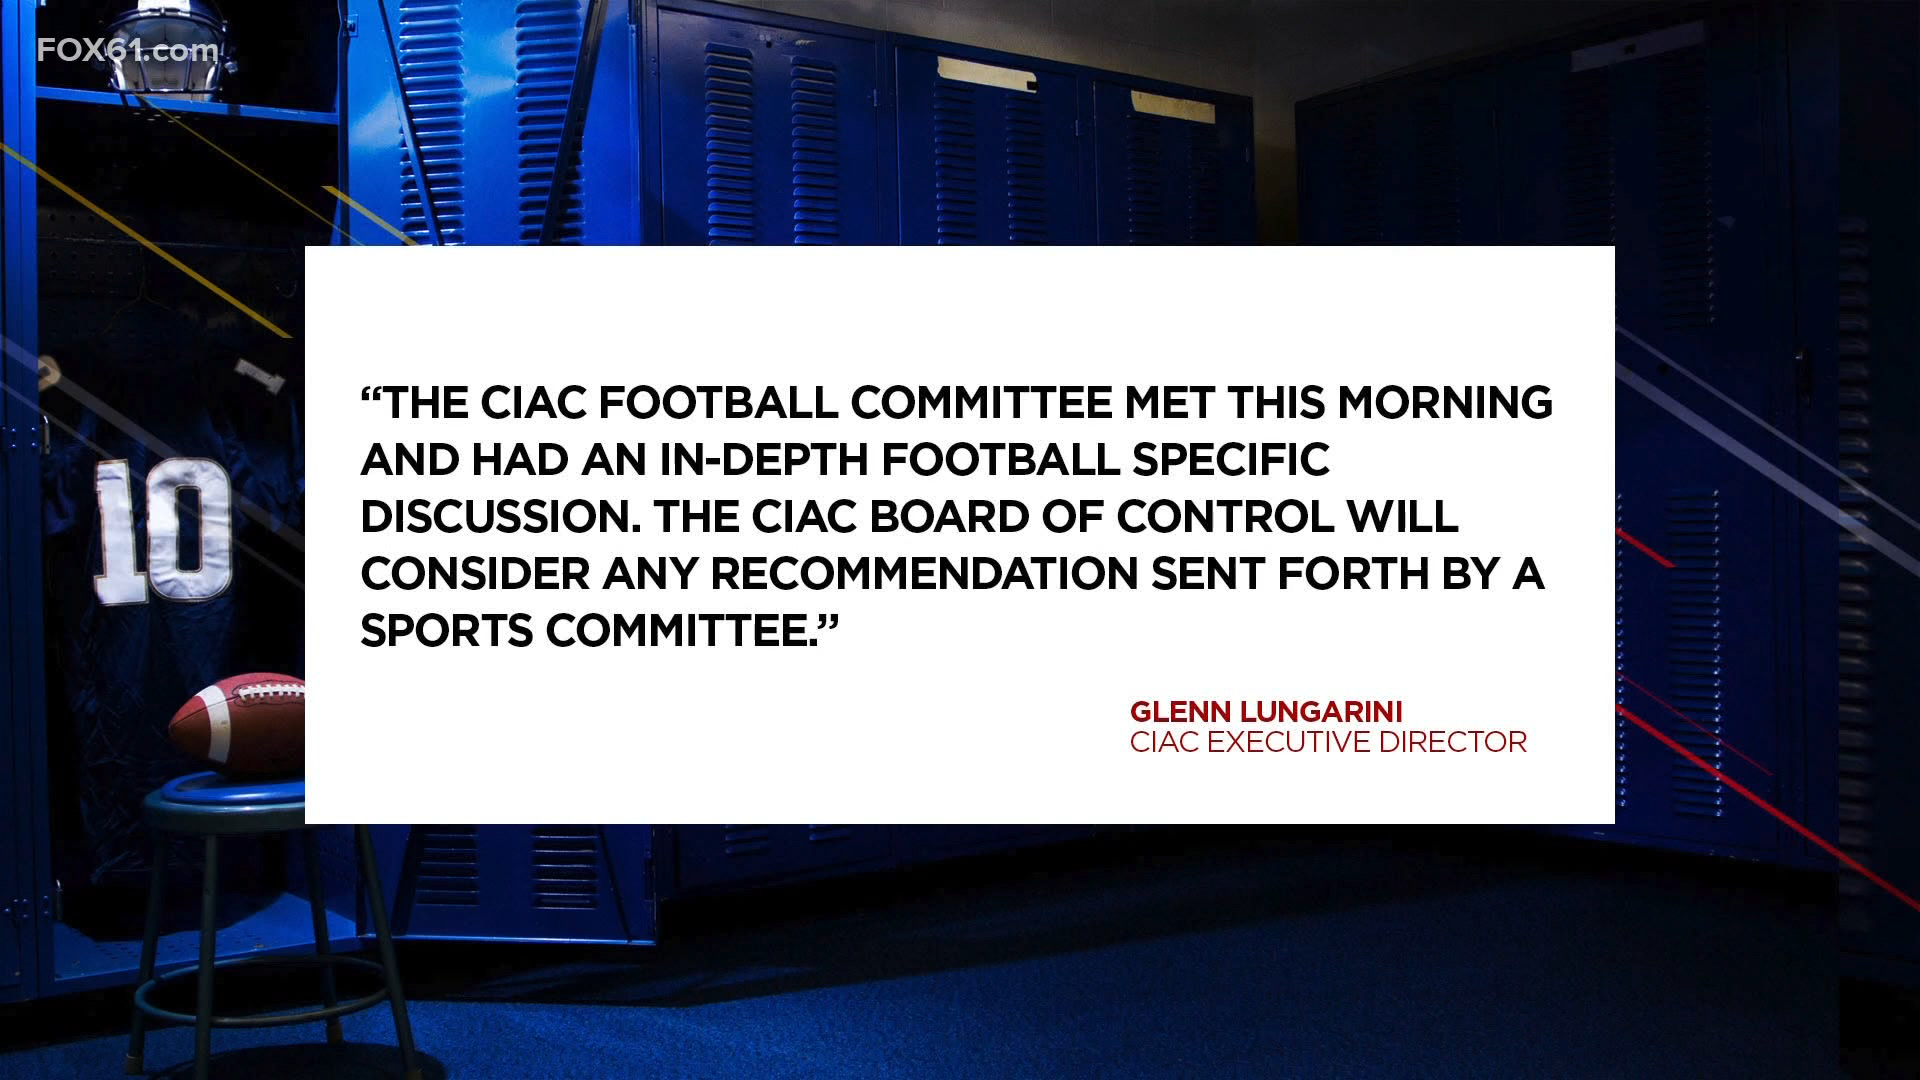 FOX61.com
“THE CIAC FOOTBALL COMMITTEE MET THIS MORNING
AND HAD AN IN-DEPTH FOOTBALL SPECIFIC
DISCUSSION. THE CIAC BOARD OF CONTROL WILL
CONSIDER ANY RECOMMENDATION SENT FORTH BY A
SPORTS COMMITTEE.”
GLENN LUNGARINI
CIAC EXECUTIVE DIRECTOR
10